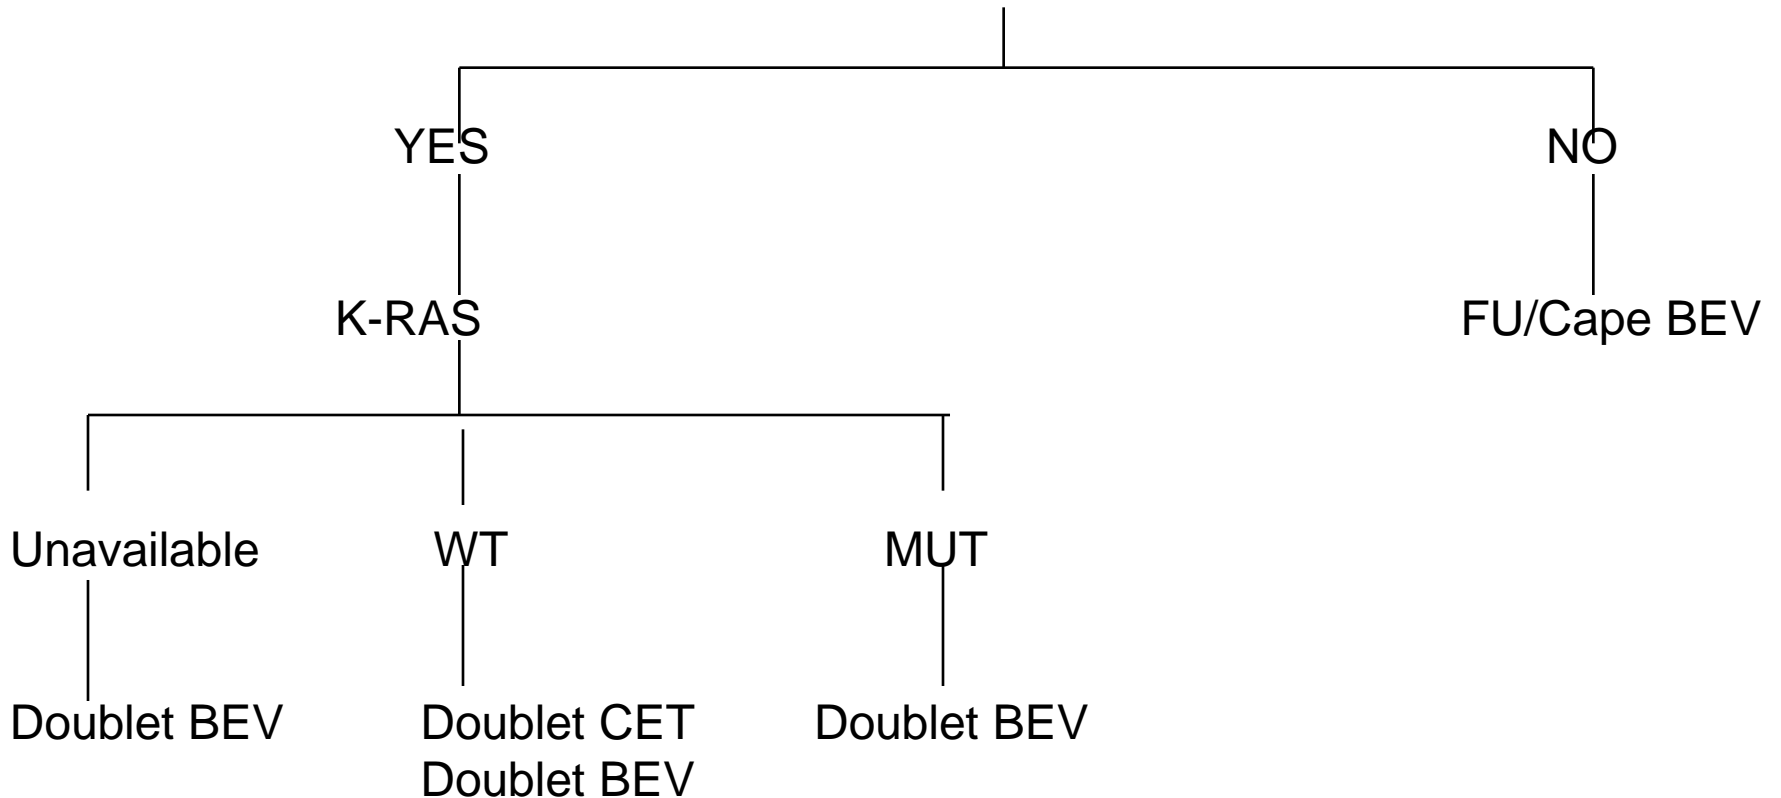 YES
NO
K-RAS
FU/Cape BEV
Unavailable
WT
MUT
Doublet BEV
Doublet CET
Doublet BEV
Doublet BEV